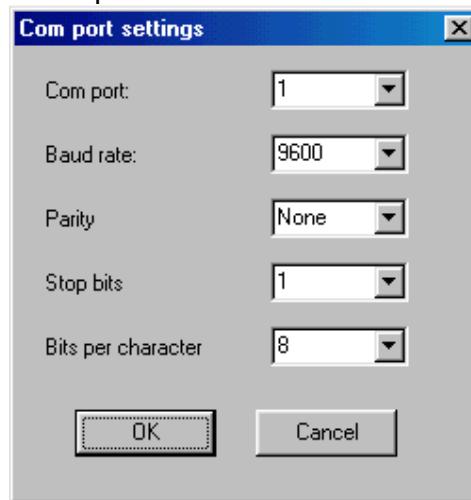 Com port settings
Com port: 1
Baud rate: 9600
Parity None
Stop bits 1
Bits per character 8
OK Cancel